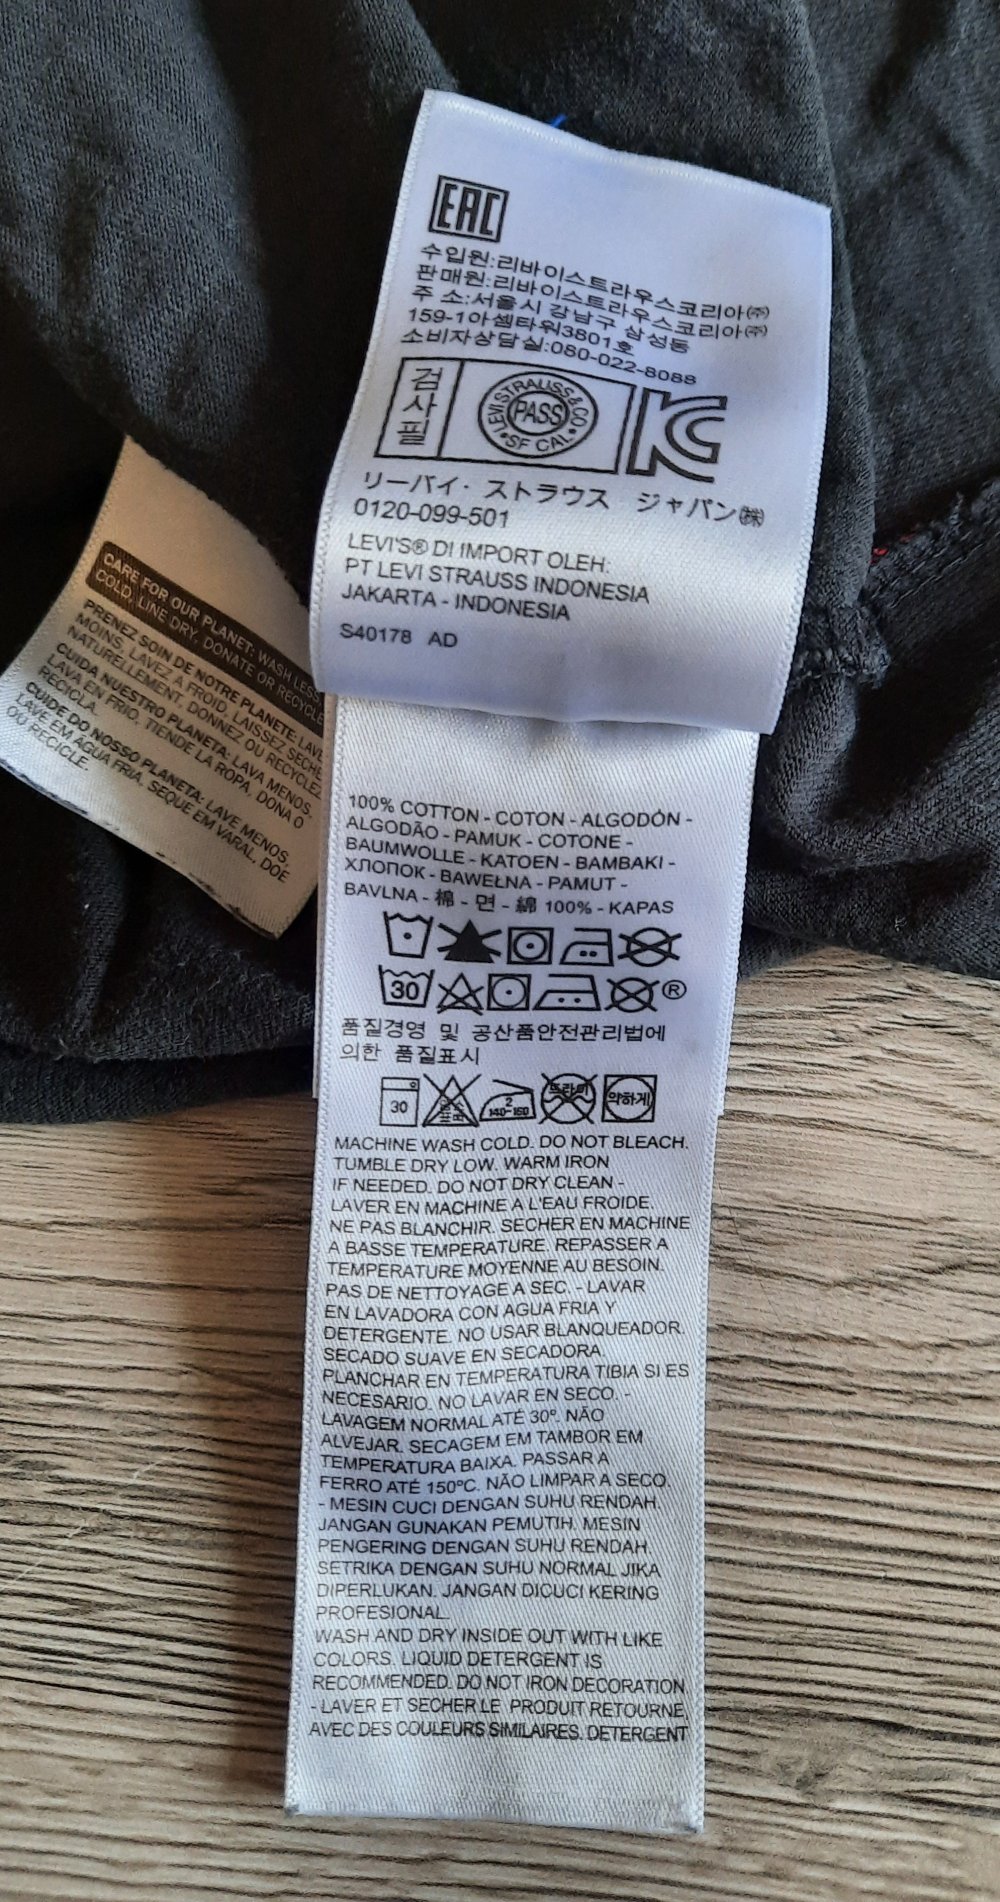 EAC
수입원:리바이스트라우스코리아㈜
판매원:리바이스트라우스코리아㈜
주 소:서울시 강남구 삼성동
159-1아셈타워3801호
소비자상담실:080-022-8088
검사필
LEVI STRAUSS & CO
PASS
SF CAL
KC
リーバイ・ストラウス ジャパン㈱
0120-099-501
LEVI'S® DI IMPORT OLEH:
PT LEVI STRAUSS INDONESIA
JAKARTA - INDONESIA
S40178 AD
CARE FOR OUR PLANET: WASH LESS
COLD, LINE DRY, DONATE OR RECYCLE
PRENEZ SOIN DE NOTRE PLANETE: LAVE
MOINS, LAVEZ A FROID, LAISSEZ SECHE
NATURELLEMENT, DONNEZ OU RECYCLEZ
CUIDA NUESTRO PLANETA: LAVA MENOS,
LAVA EN FRIO, TIENDE LA ROPA, DONA O
RECICLA.
CUIDE DO NOSSO PLANETA: LAVE MENOS,
LAVE EM AGUA FRIA, SEQUE EM VARAL, DOE
OU RECICLE.
100% COTTON - COTON - ALGODÓN -
ALGODÃO - PAMUK - COTONE -
BAUMWOLLE - KATOEN - BAMBAKI -
ХЛОПОК - BAWEŁNA - PAMUT -
BAVLNA - 棉 - 면 - 綿 100% - KAPAS
30 ®
품질경영 및 공산품안전관리법에
의한 품질표시
30 2 140-160 드라이 약하게
MACHINE WASH COLD. DO NOT BLEACH.
TUMBLE DRY LOW. WARM IRON
IF NEEDED. DO NOT DRY CLEAN -
LAVER EN MACHINE A L'EAU FROIDE.
NE PAS BLANCHIR. SECHER EN MACHINE
A BASSE TEMPERATURE. REPASSER A
TEMPERATURE MOYENNE AU BESOIN.
PAS DE NETTOYAGE A SEC. - LAVAR
EN LAVADORA CON AGUA FRIA Y
DETERGENTE. NO USAR BLANQUEADOR.
SECADO SUAVE EN SECADORA.
PLANCHAR EN TEMPERATURA TIBIA SI ES
NECESARIO. NO LAVAR EN SECO. -
LAVAGEM NORMAL ATÉ 30º. NÃO
ALVEJAR. SECAGEM EM TAMBOR EM
TEMPERATURA BAIXA. PASSAR A
FERRO ATÉ 150ºC. NÃO LIMPAR A SECO.
- MESIN CUCI DENGAN SUHU RENDAH.
JANGAN GUNAKAN PEMUTIH. MESIN
PENGERING DENGAN SUHU RENDAH.
SETRIKA DENGAN SUHU NORMAL JIKA
DIPERLUKAN. JANGAN DICUCI KERING
PROFESIONAL.
WASH AND DRY INSIDE OUT WITH LIKE
COLORS. LIQUID DETERGENT IS
RECOMMENDED. DO NOT IRON DECORATION
- LAVER ET SECHER LE PRODUIT RETOURNE,
AVEC DES COULEURS SIMILAIRES. DETERGENT